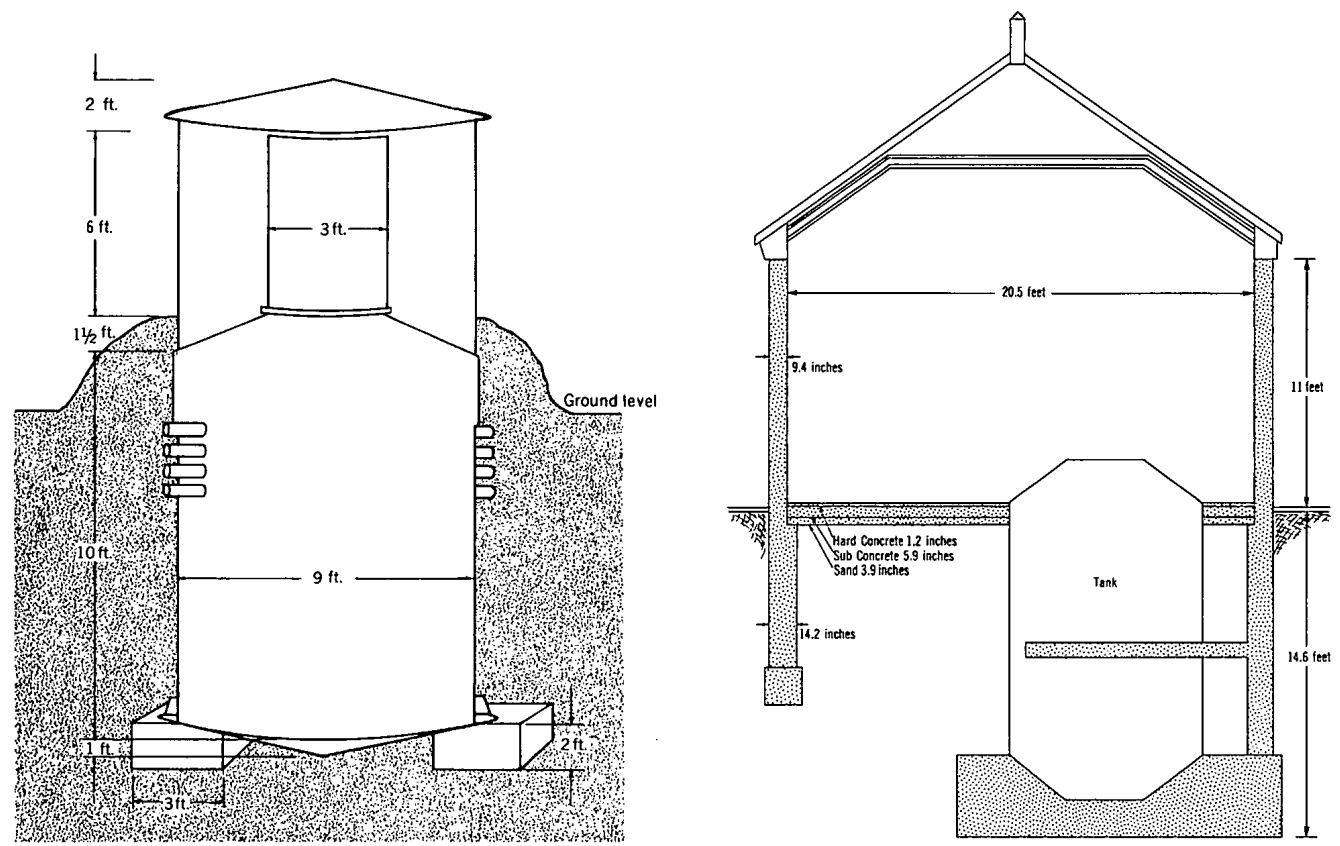 2 ft.
6 ft.
3 ft.
1½ ft.
Ground level
10 ft.
9 ft.
1 ft.
2 ft.
3 ft.
20.5 feet
9.4 inches
11 feet
Hard Concrete 1.2 inches
Sub Concrete 5.9 inches
Sand 3.9 inches
Tank
14.2 inches
14.6 feet